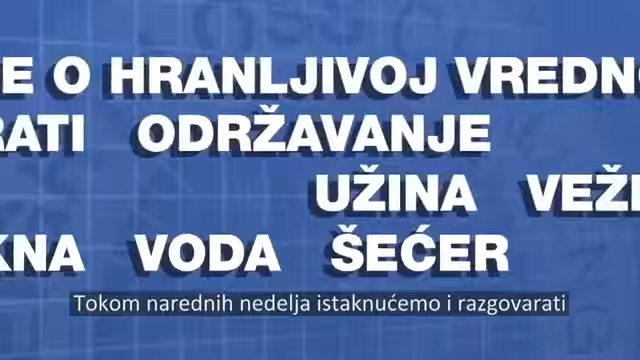 E O HRANLJIVOJ VREDN
RATI ODRŽAVANJE
UŽINA VEŽ
KNA VODA ŠEĆER
Tokom narednih nedelja istaknućemo i razgovarati